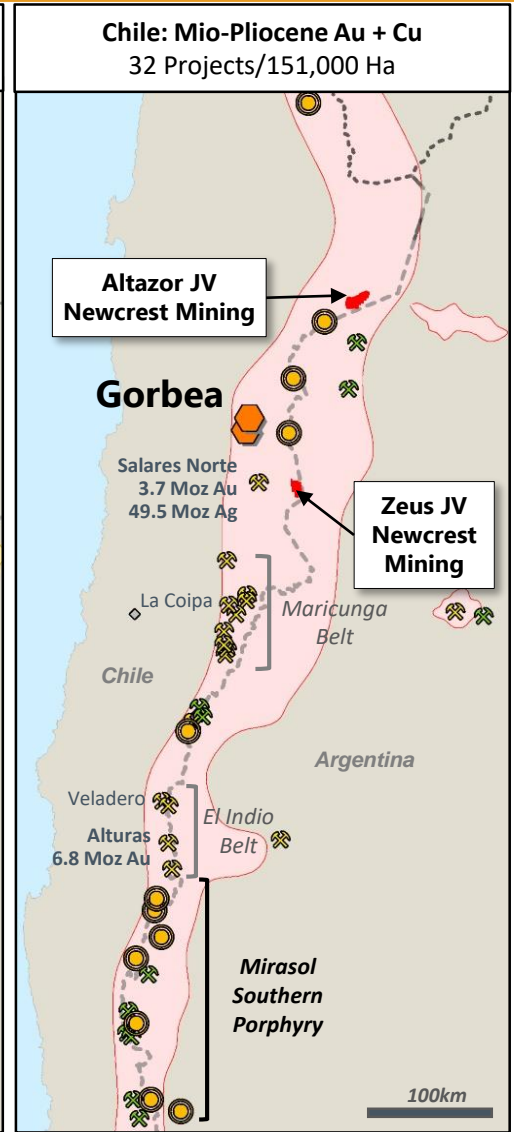 Chile: Mio-Pliocene Au + Cu
32 Projects/151,000 Ha
Altazor JV
Newcrest Mining
Gorbea
Salares Norte
3.7 Moz Au
49.5 Moz Ag
Zeus JV
Newcrest
Mining
La Coipa
Maricunga
Belt
Chile
Argentina
Veladero
El Indio
Belt
Alturas
6.8 Moz Au
Mirasol
Southern
Porphyry
100km